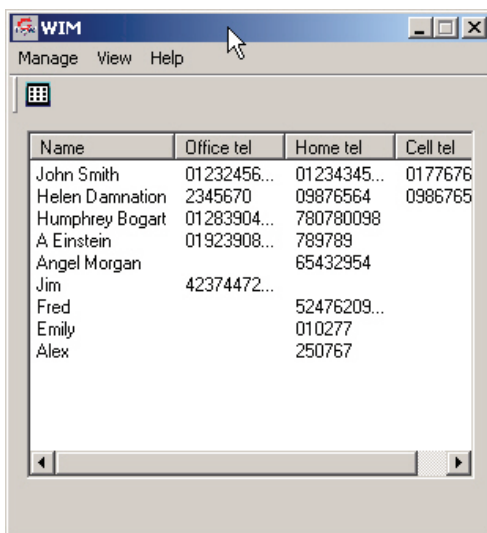 WIM
Manage View Help
Name Office tel Home tel Cell tel
John Smith 01232456... 01234345... 0177676
Helen Damnation 2345670 09876564 0986765
Humphrey Bogart 01283904... 780780098
A Einstein 01923908... 789789
Angel Morgan 65432954
Jim 42374472...
Fred 52476209...
Emily 010277
Alex 250767